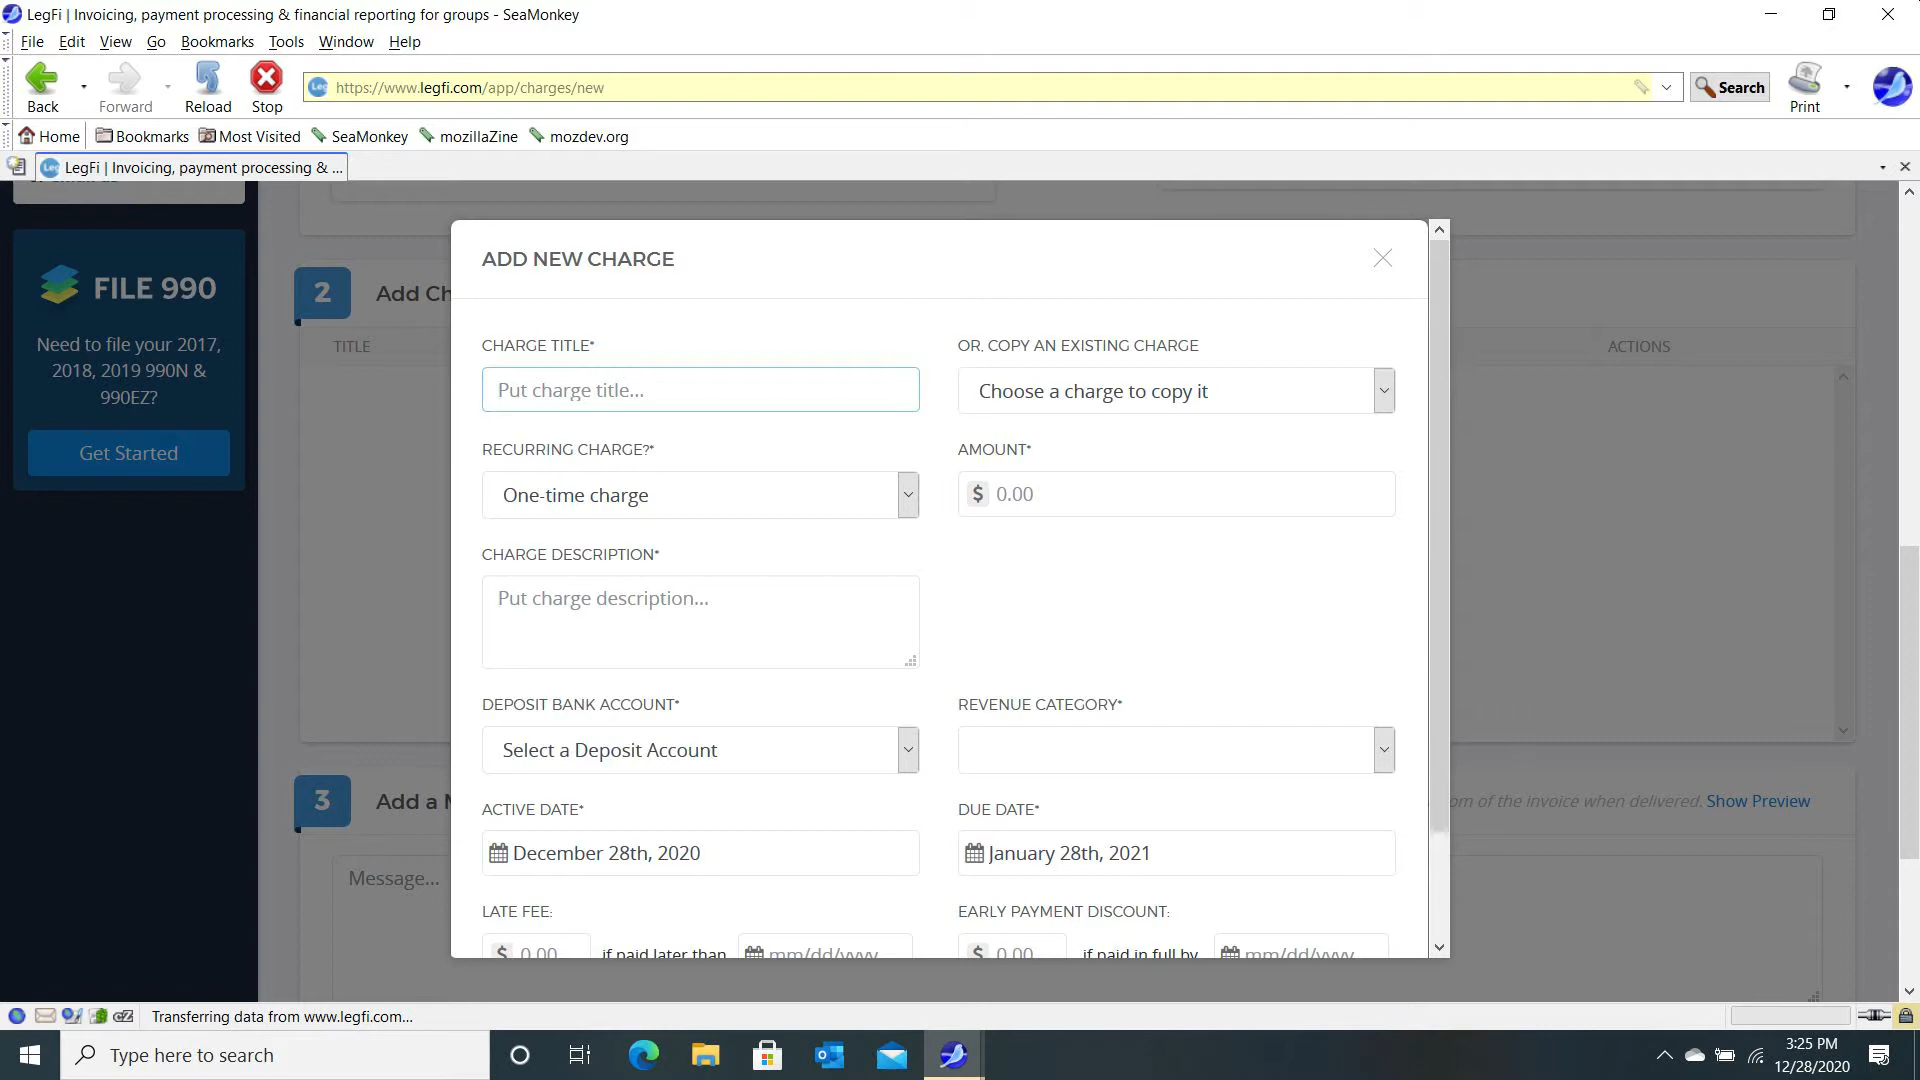 LegFi | Invoicing, payment processing & financial reporting for groups - SeaMonkey
File Edit View Go Bookmarks Tools Window Help
https://www.legfi.com/app/charges/new
Search
Back Forward Reload Stop Print
Home Bookmarks Most Visited SeaMonkey mozillaZine mozdev.org
LegFi | Invoicing, payment processing & ...
FILE 990
Need to file your 2017,
2018, 2019 990N &
990EZ?
Get Started
2
Add Ch
TITLE
ACTIONS
ADD NEW CHARGE
CHARGE TITLE*
Put charge title...
OR, COPY AN EXISTING CHARGE
Choose a charge to copy it
RECURRING CHARGE?*
One-time charge
AMOUNT*
$ 0.00
CHARGE DESCRIPTION*
Put charge description...
DEPOSIT BANK ACCOUNT*
Select a Deposit Account
REVENUE CATEGORY*
ACTIVE DATE*
December 28th, 2020
DUE DATE*
January 28th, 2021
LATE FEE:
$ 0.00 if paid later than mm/dd/yyyy
EARLY PAYMENT DISCOUNT:
$ 0.00 if paid in full by mm/dd/yyyy
3
Add a M
om of the invoice when delivered. Show Preview
Message...
Transferring data from www.legfi.com...
Type here to search
3:25 PM
12/28/2020